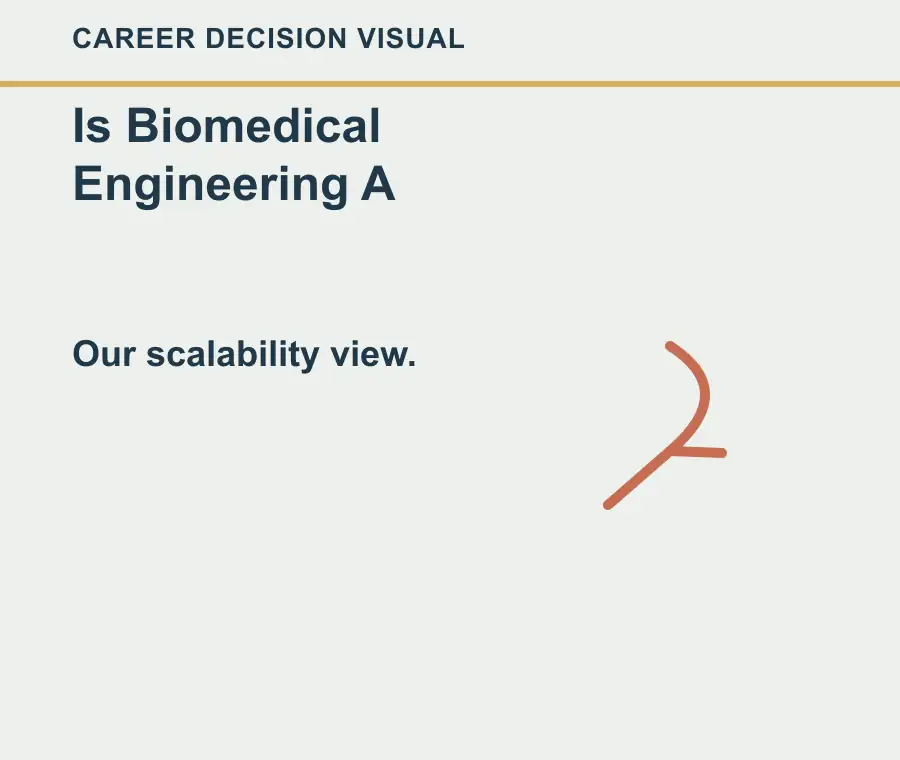 CAREER DECISION VISUAL
Is Biomedical
Engineering A
Our scalability view.